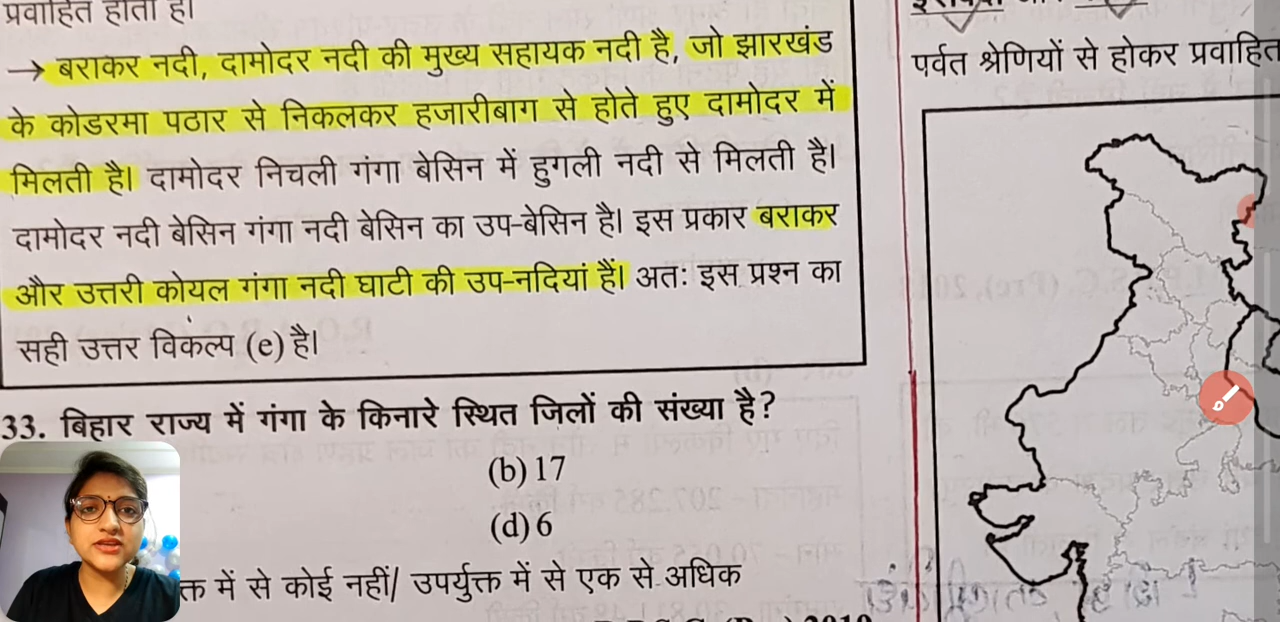 प्रवाहित होता है।
→ बराकर नदी, दामोदर नदी की मुख्य सहायक नदी है, जो झारखंड
के कोडरमा पठार से निकलकर हजारीबाग से होते हुए दामोदर में
मिलती है। दामोदर निचली गंगा बेसिन में हुगली नदी से मिलती है।
दामोदर नदी बेसिन गंगा नदी बेसिन का उप-बेसिन है। इस प्रकार बराकर
और उत्तरी कोयल गंगा नदी घाटी की उप-नदियां हैं। अतः इस प्रश्न का
सही उत्तर विकल्प (e) है।
33. बिहार राज्य में गंगा के किनारे स्थित जिलों की संख्या है?
(b) 17
(d) 6
क्त में से कोई नहीं/ उपर्युक्त में से एक से अधिक
पर्वत श्रेणियों से होकर प्रवाहित